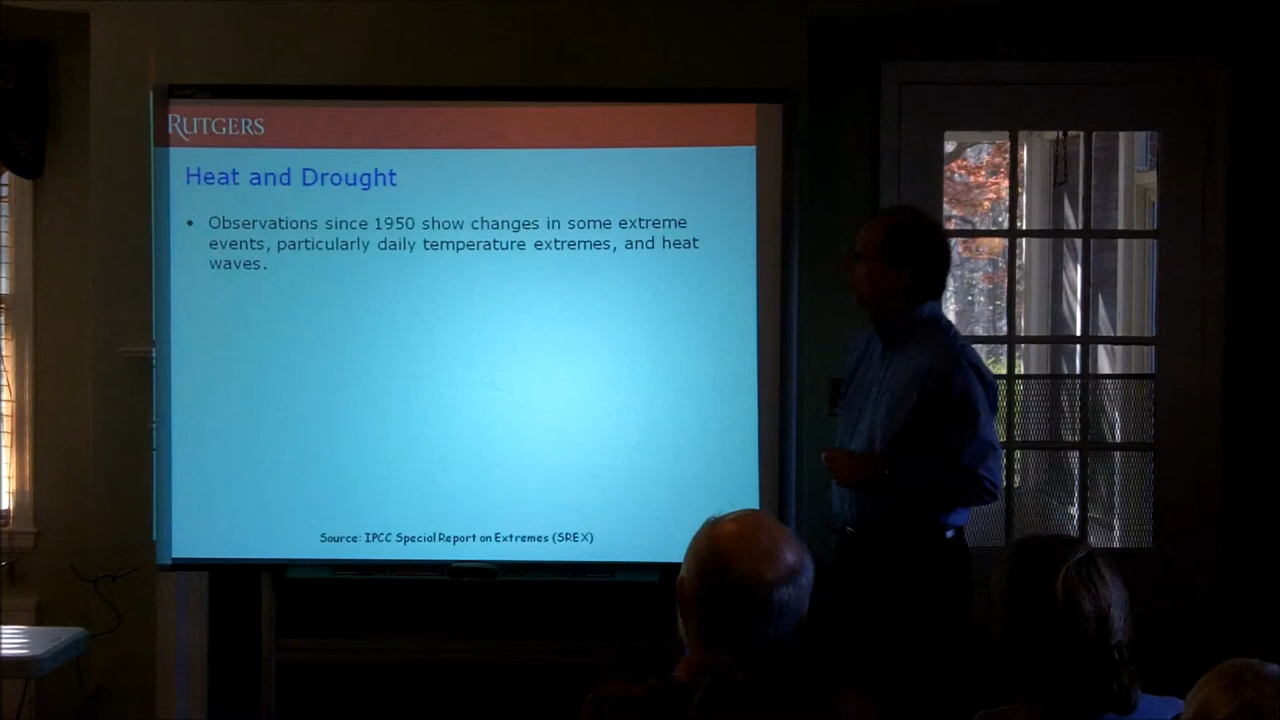 RUTGERS
Heat and Drought
• Observations since 1950 show changes in some extreme
events, particularly daily temperature extremes, and heat
waves.
Source: IPCC Special Report on Extremes (SREX)